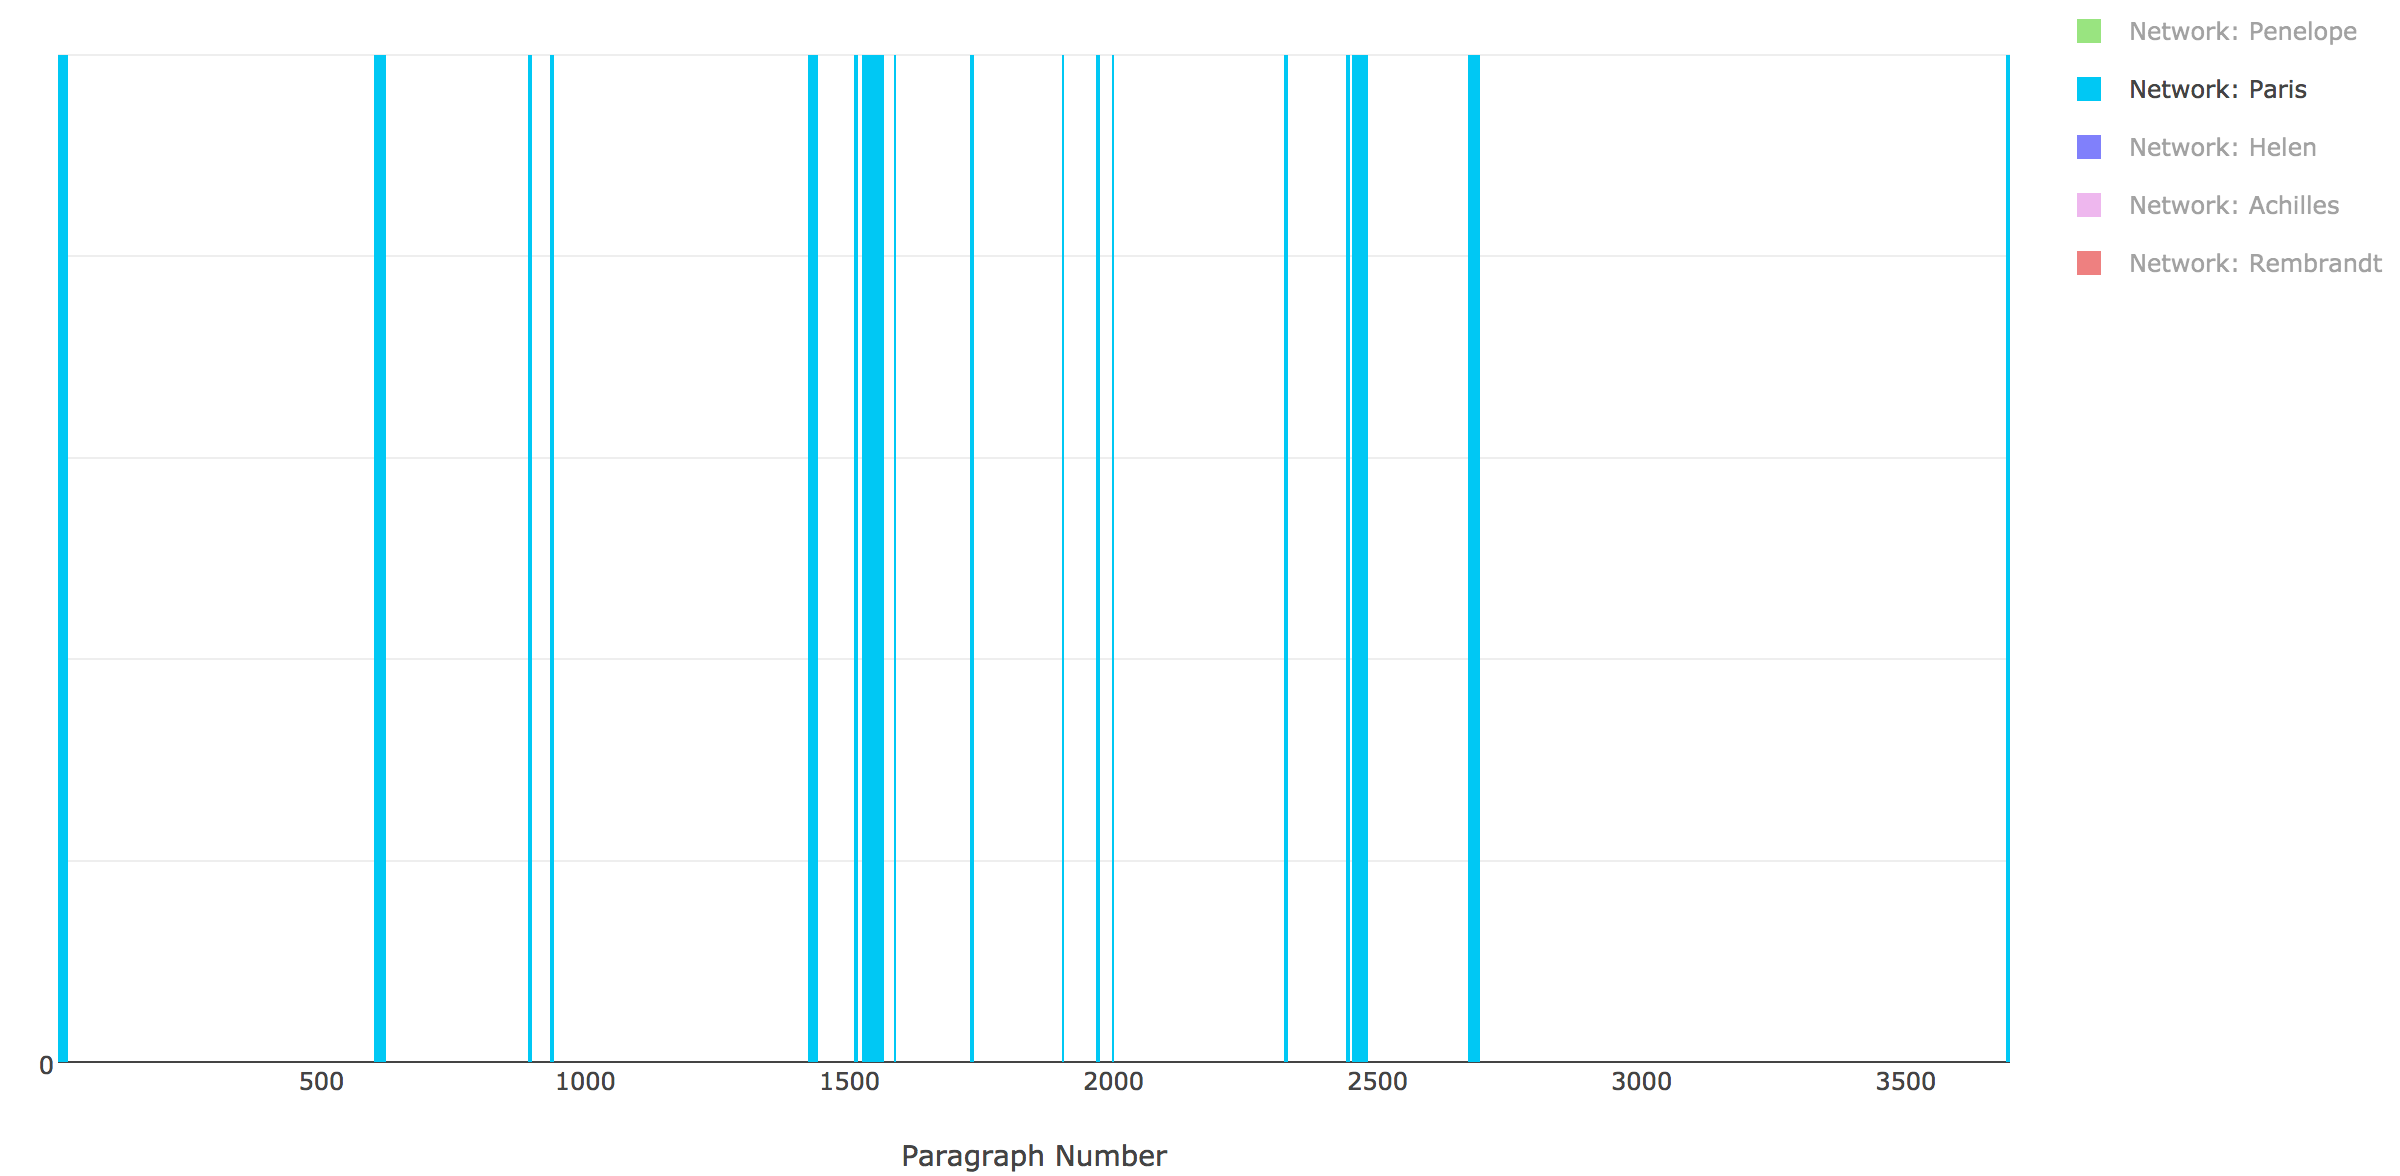 Network: Penelope
Network: Paris
Network: Helen
Network: Achilles
Network: Rembrandt
0
500 1000 1500 2000 2500 3000 3500
Paragraph Number